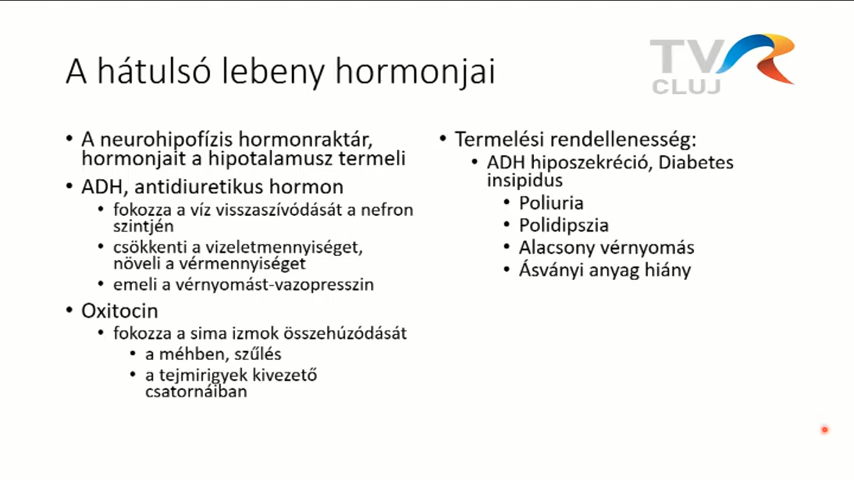 A hátulsó lebeny hormonjai
TVR
CLUJ
• A neurohipofízis hormonraktár,
hormonjait a hipotalamusz termeli
• ADH, antidiuretikus hormon
• fokozza a víz visszaszívódását a nefron
szintjén
• csökkenti a vizeletmennyiséget,
növeli a vérmennyiséget
• emeli a vérnyomást-vazopresszin
• Oxitocin
• fokozza a sima izmok összehúzódását
• a méhben, szűlés
• a tejmirigyek kivezető
csatornáiban
• Termelési rendellenesség:
• ADH hiposzekréció, Diabetes
insipidus
• Poliuria
• Polidipszia
• Alacsony vérnyomás
• Ásványi anyag hiány